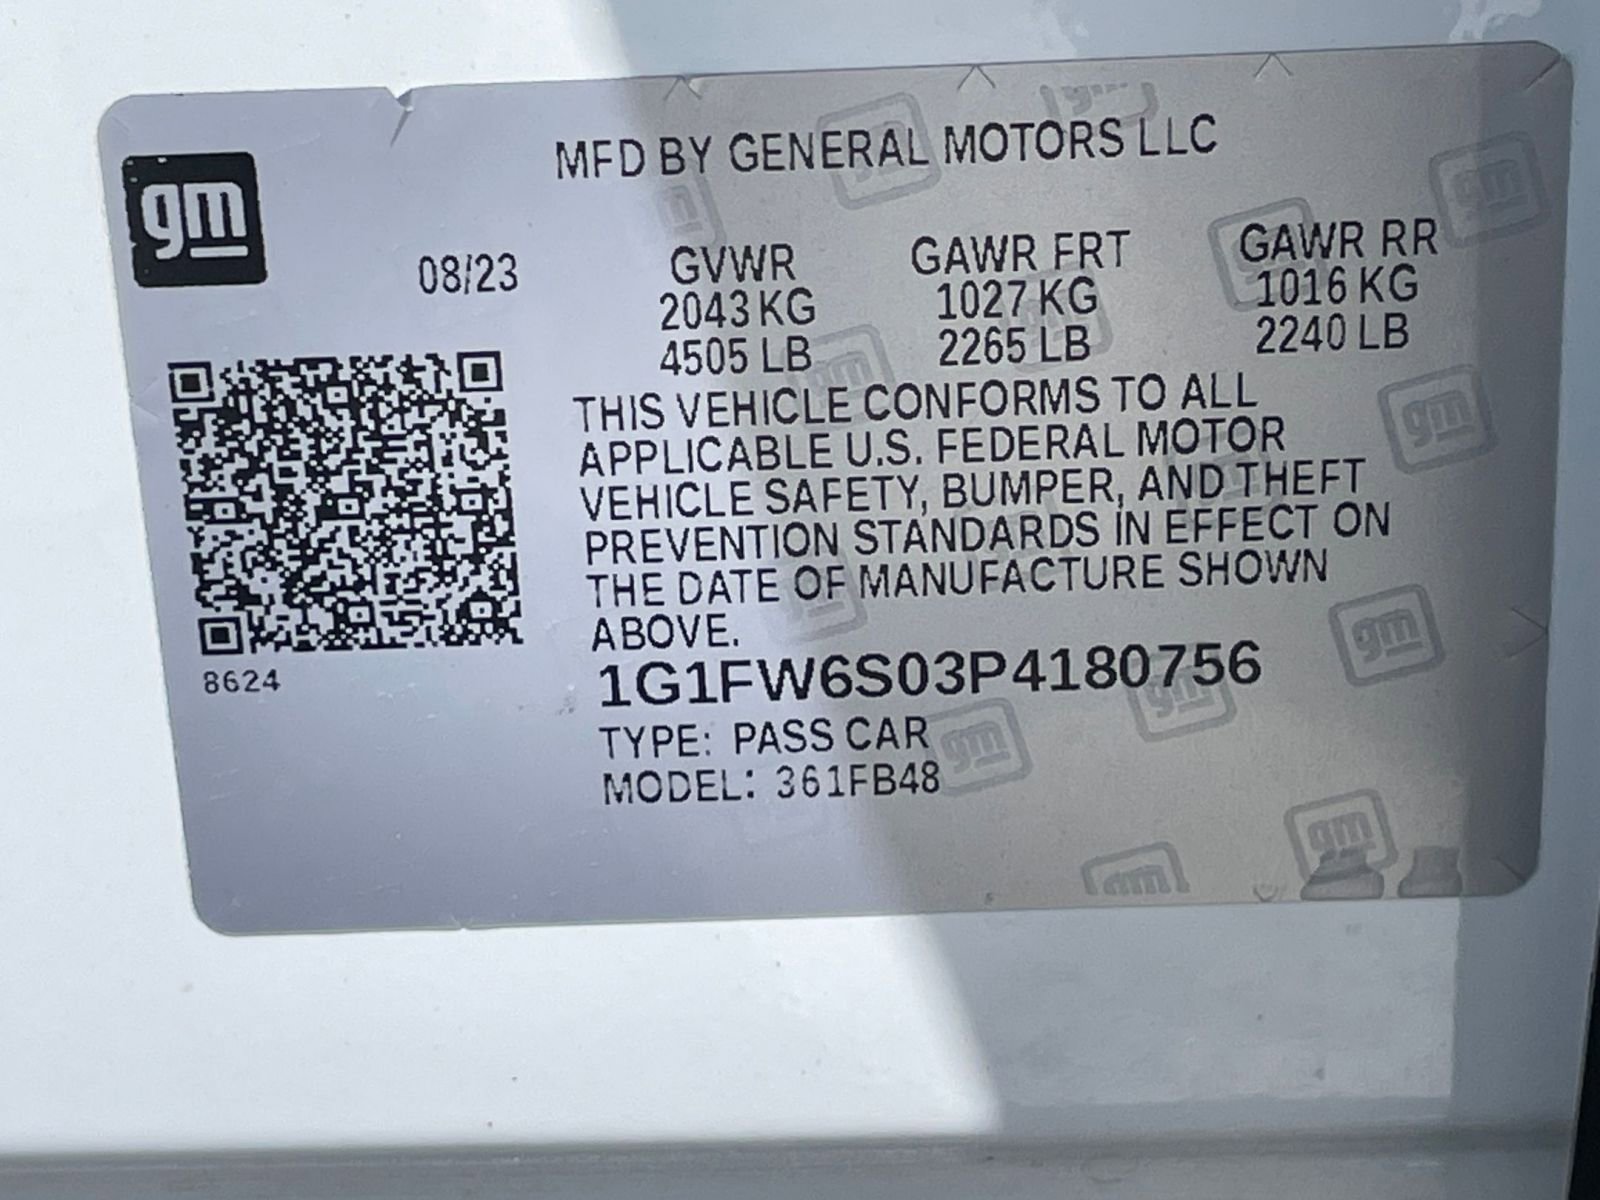 gm
MFD BY GENERAL MOTORS LLC
08/23
GVWR GAWR FRT GAWR RR
2043 KG 1027 KG 1016 KG
4505 LB 2265 LB 2240 LB
THIS VEHICLE CONFORMS TO ALL
APPLICABLE U.S. FEDERAL MOTOR
VEHICLE SAFETY, BUMPER, AND THEFT
PREVENTION STANDARDS IN EFFECT ON
THE DATE OF MANUFACTURE SHOWN
ABOVE.
8624
1G1FW6S03P4180756
TYPE: PASS CAR
MODEL: 361FB48